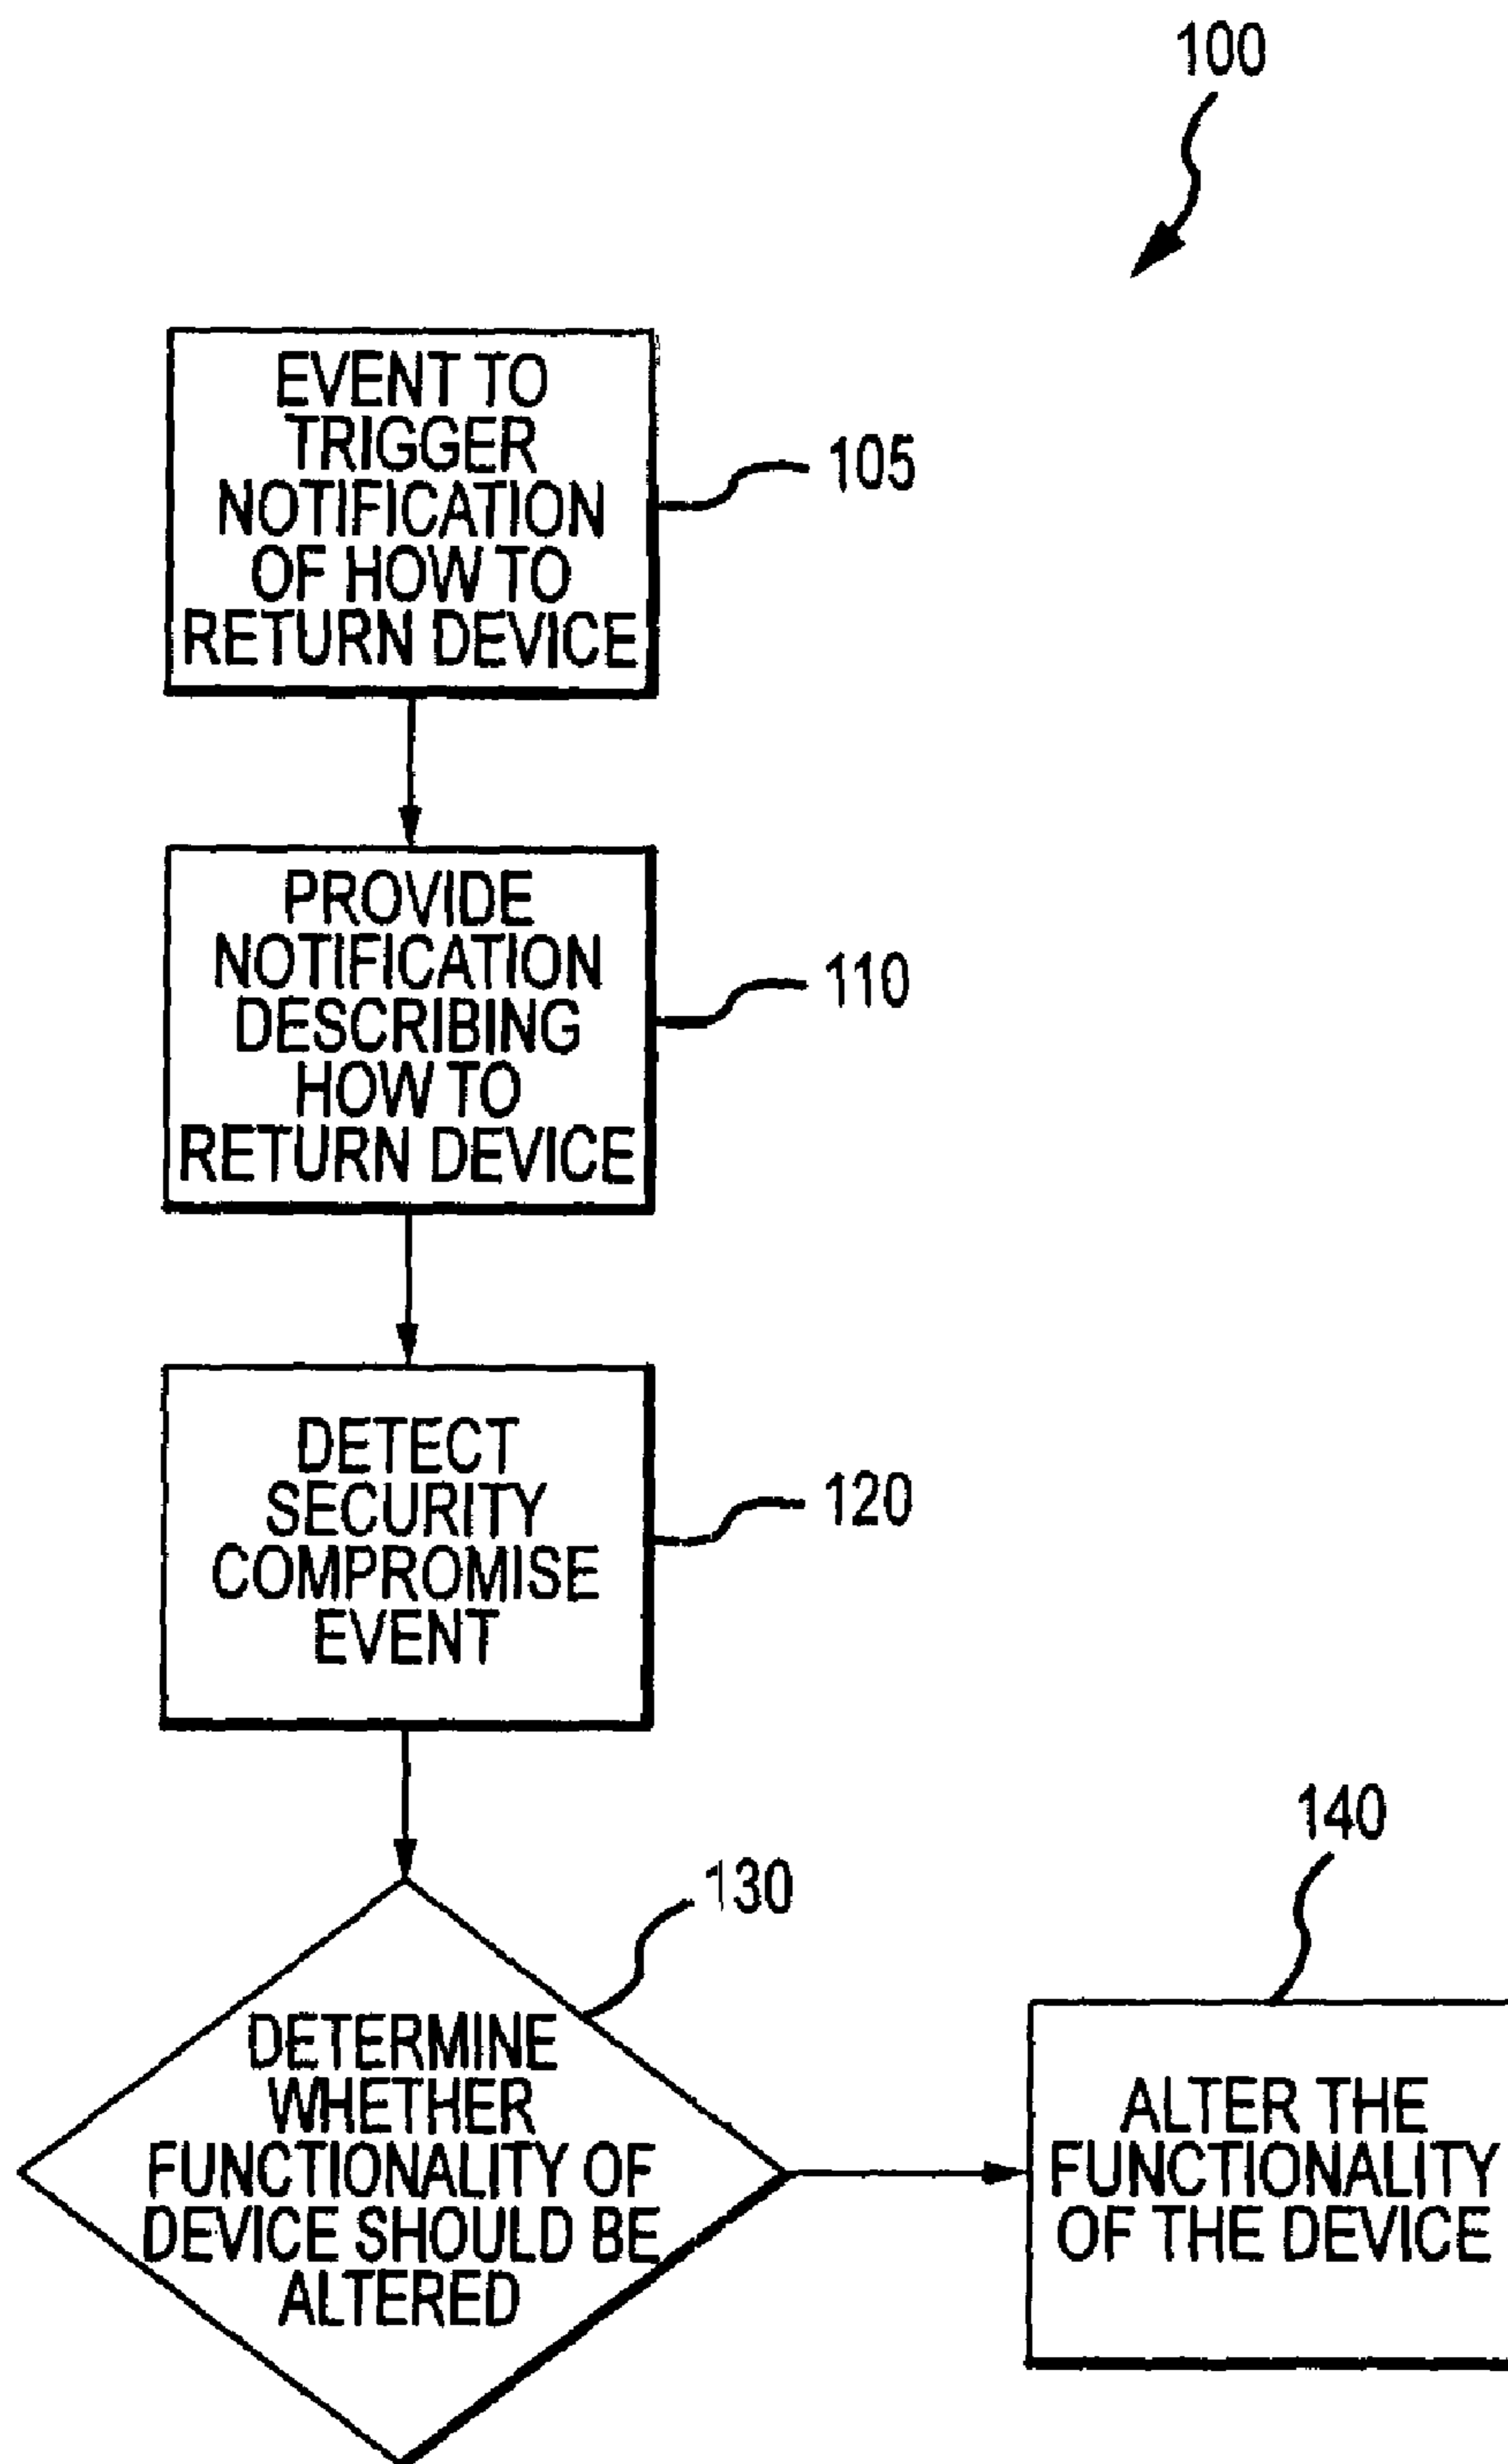 100
EVENT TO
TRIGGER
NOTIFICATION
OF HOW TO
RETURN DEVICE
105
PROVIDE
NOTIFICATION
DESCRIBING
HOW TO
RETURN DEVICE
110
DETECT
SECURITY
COMPROMISE
EVENT
120
130
DETERMINE
WHETHER
FUNCTIONALITY OF
DEVICE SHOULD BE
ALTERED
140
ALTER THE
FUNCTIONALITY
OF THE DEVICE